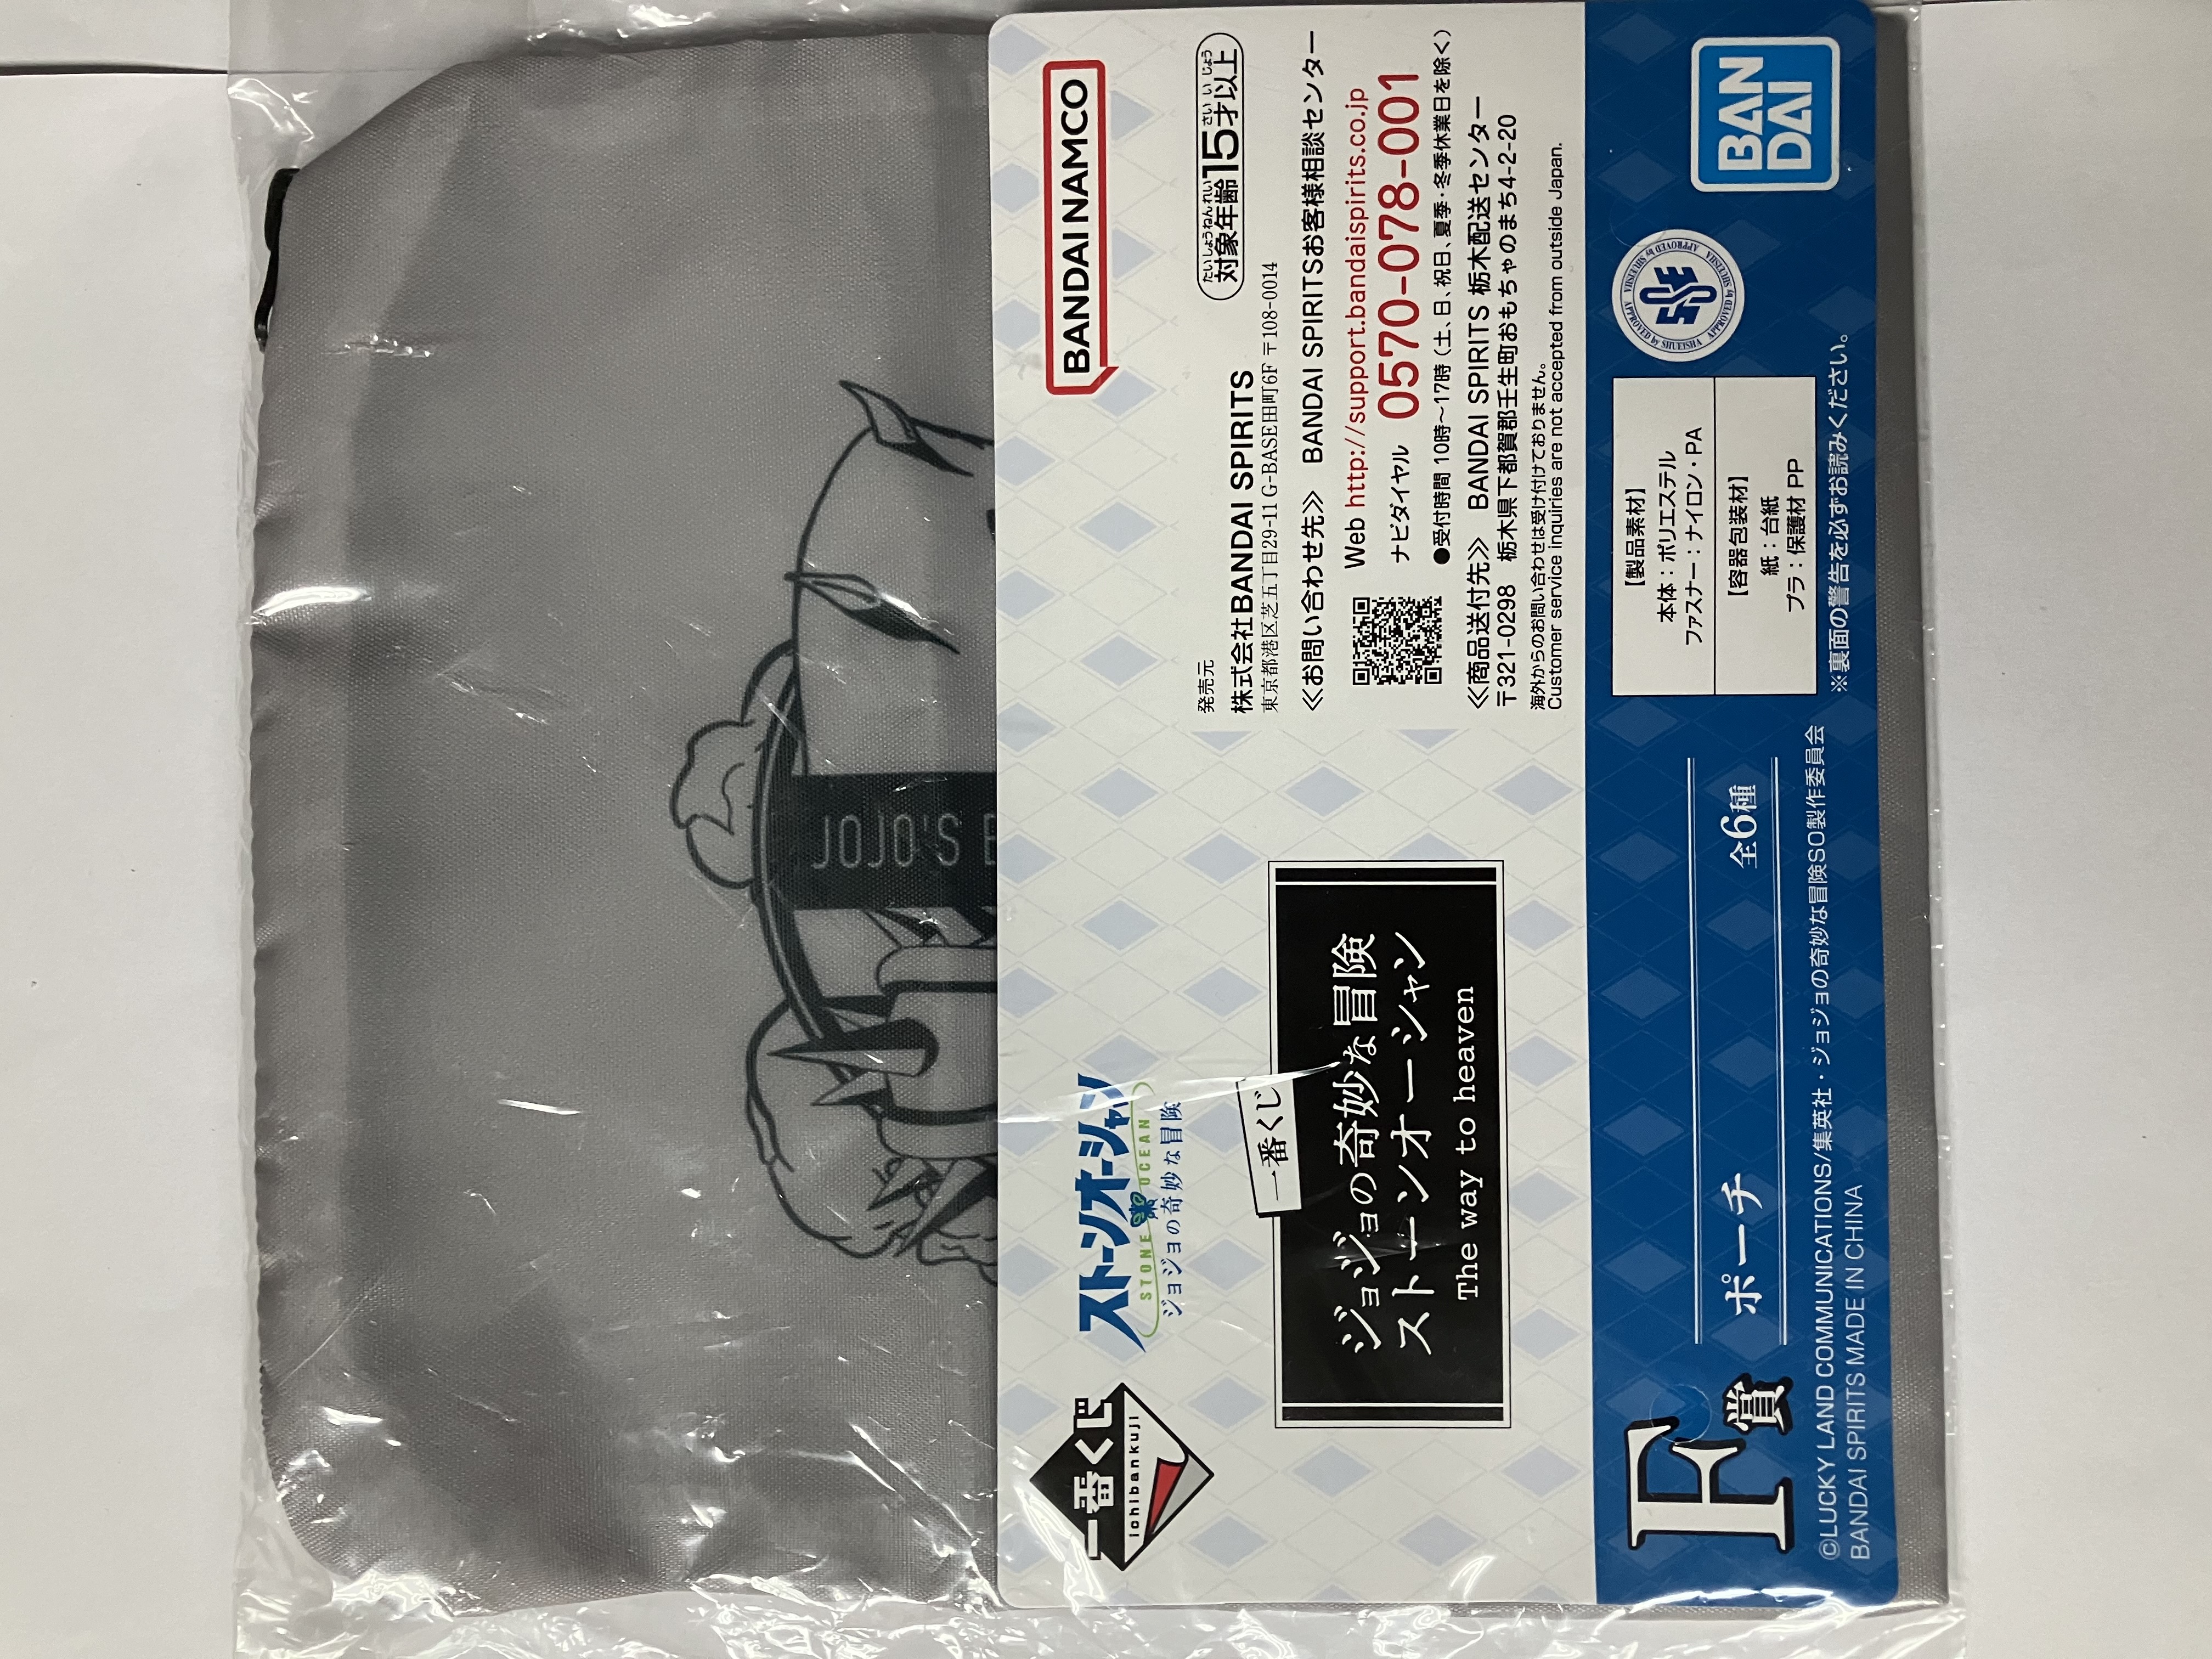 JOJO'S B
一番くじ
Ichibankuji
ストーンオーシャン
STONE OCEAN
ジョジョの奇妙な冒険
一番くじ
ジョジョの奇妙な冒険
ストーンオーシャン
The way to heaven
BANDAI NAMCO
たいしょうねんれい さい いじょう
対象年齢15才以上
発売元
株式会社BANDAI SPIRITS
東京都港区芝五丁目29-11 G-BASE田町6F 〒108-0014
≪お問い合わせ先≫ BANDAI SPIRITSお客様相談センター
Web http://support.bandaispirits.co.jp
ナビダイヤル 0570-078-001
●受付時間 10時～17時（土、日、祝日、夏季・冬季休業日を除く）
≪商品送付先≫ BANDAI SPIRITS 栃木配送センター
〒321-0298 栃木県下都賀郡壬生町おもちゃのまち4-2-20
海外からのお問い合わせは受け付けておりません。
Customer service inquiries are not accepted from outside Japan.
F賞
ポーチ
全6種
©LUCKY LAND COMMUNICATIONS/集英社・ジョジョの奇妙な冒険SO製作委員会
BANDAI SPIRITS MADE IN CHINA
【製品素材】
本体：ポリエステル
ファスナー：ナイロン・PA
【容器包装材】
紙：台紙
プラ：保護材 PP
※裏面の警告を必ずお読みください。
APPROVED by SHUEISHA APPROVED by SHUEISHA APPROVED by SHUEISHA
BAN
DAI